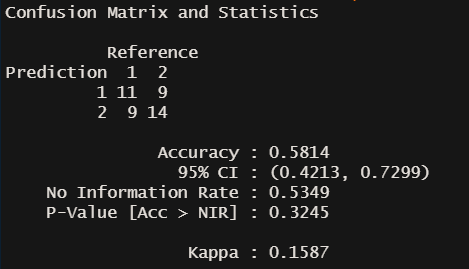 Confusion Matrix and Statistics
Reference
Prediction 1 2
1 11 9
2 9 14
Accuracy : 0.5814
95% CI : (0.4213, 0.7299)
No Information Rate : 0.5349
P-Value [Acc > NIR] : 0.3245
Kappa : 0.1587